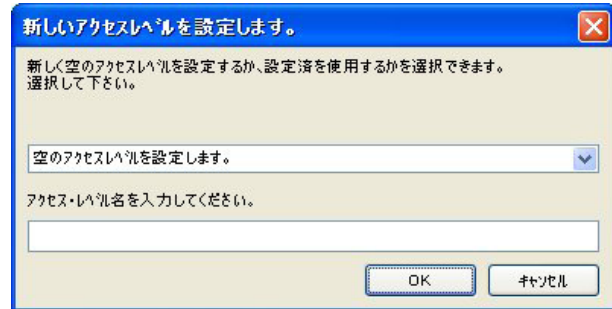 新しいｱｸｾｽﾚﾍﾞﾙを設定します。
新しく空のｱｸｾｽﾚﾍﾞﾙを設定するか、設定済を使用するかを選択できます。
選択して下さい。
空のｱｸｾｽﾚﾍﾞﾙを設定します。
ｱｸｾｽ･ﾚﾍﾞﾙ名を入力してください。
OK
ｷｬﾝｾﾙ